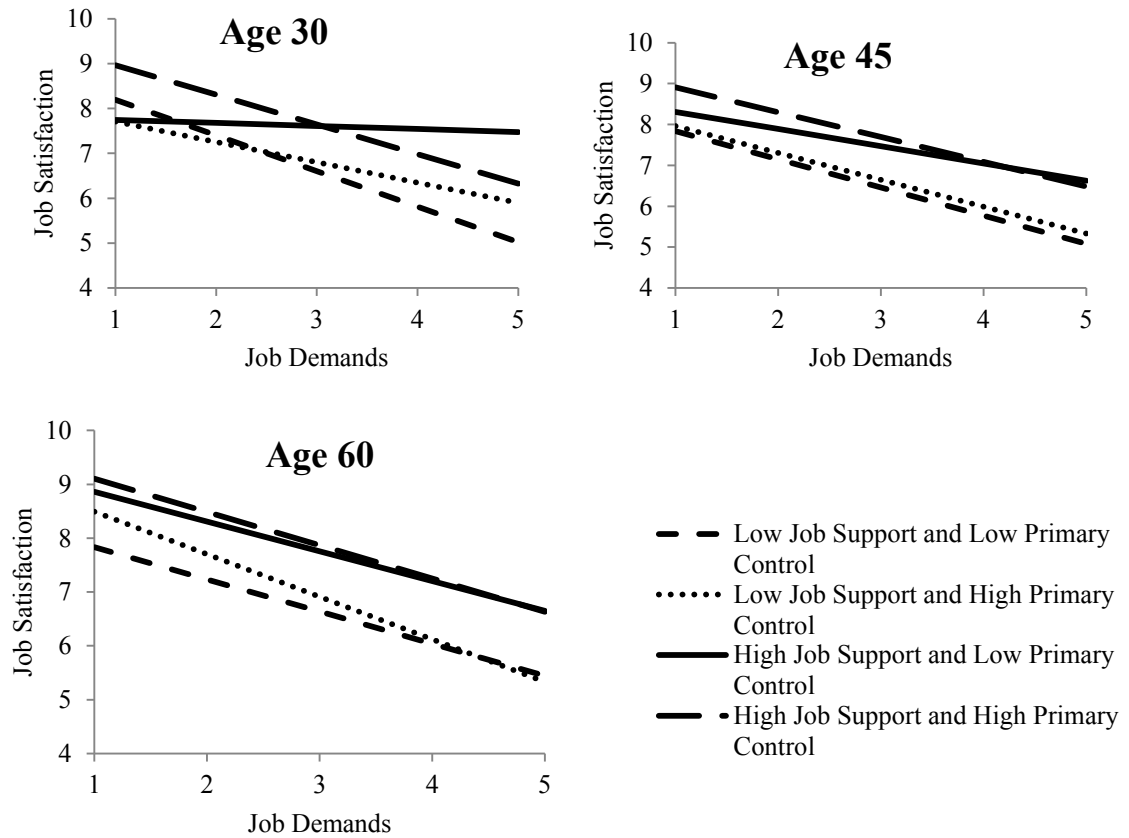 Age 30
10
9
8
7
6
5
4
Job Satisfaction
1 2 3 4 5
Job Demands
Age 45
10
9
8
7
6
5
4
Job Satisfaction
1 2 3 4 5
Job Demands
Age 60
10
9
8
7
6
5
4
Job Satisfaction
1 2 3 4 5
Job Demands
Low Job Support and Low Primary
Control
Low Job Support and High Primary
Control
High Job Support and Low Primary
Control
High Job Support and High Primary
Control